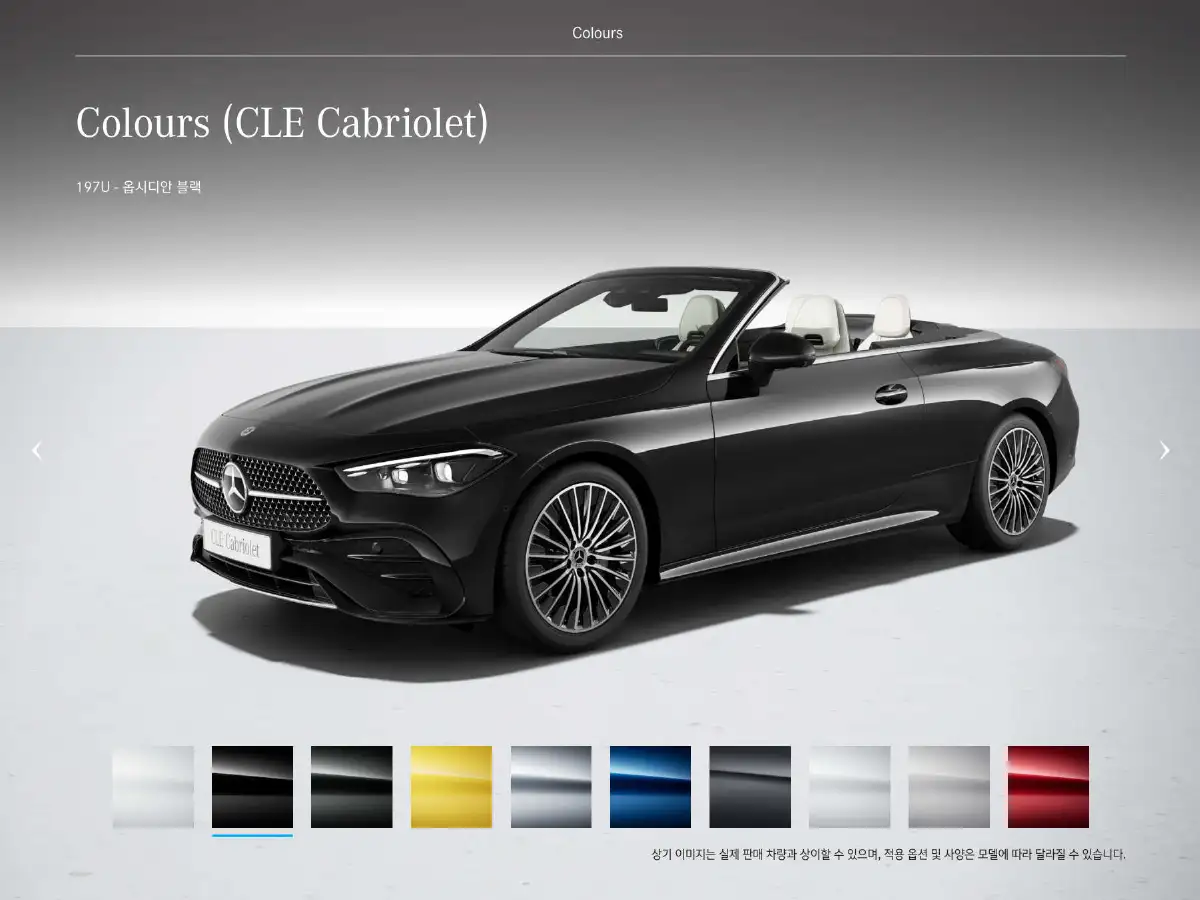 Colours
Colours (CLE Cabriolet)
197U - 옵시디안 블랙
CLE Cabriolet
상기 이미지는 실제 판매 차량과 상이할 수 있으며, 적용 옵션 및 사양은 모델에 따라 달라질 수 있습니다.